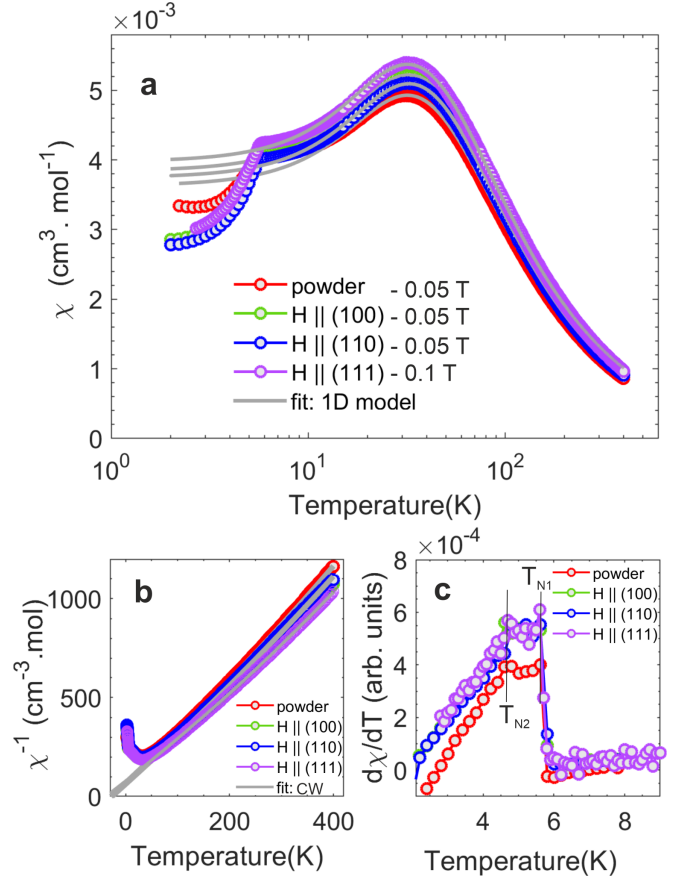 ×10⁻³
a
5
4
3
2
1
0
χ (cm³ . mol⁻¹)
powder - 0.05 T
H || (100) - 0.05 T
H || (110) - 0.05 T
H || (111) - 0.1 T
fit: 1D model
10⁰ 10¹ 10²
Temperature(K)
b
1000
500
0
χ⁻¹ (cm⁻³.mol)
powder
H || (100)
H || (110)
H || (111)
fit: CW
0 100 200 300 400
Temperature(K)
×10⁻⁴
c
8
6
4
2
0
dχ/dT (arb. units)
T_N1
powder
H || (100)
H || (110)
H || (111)
T_N2
4 6 8
Temperature(K)